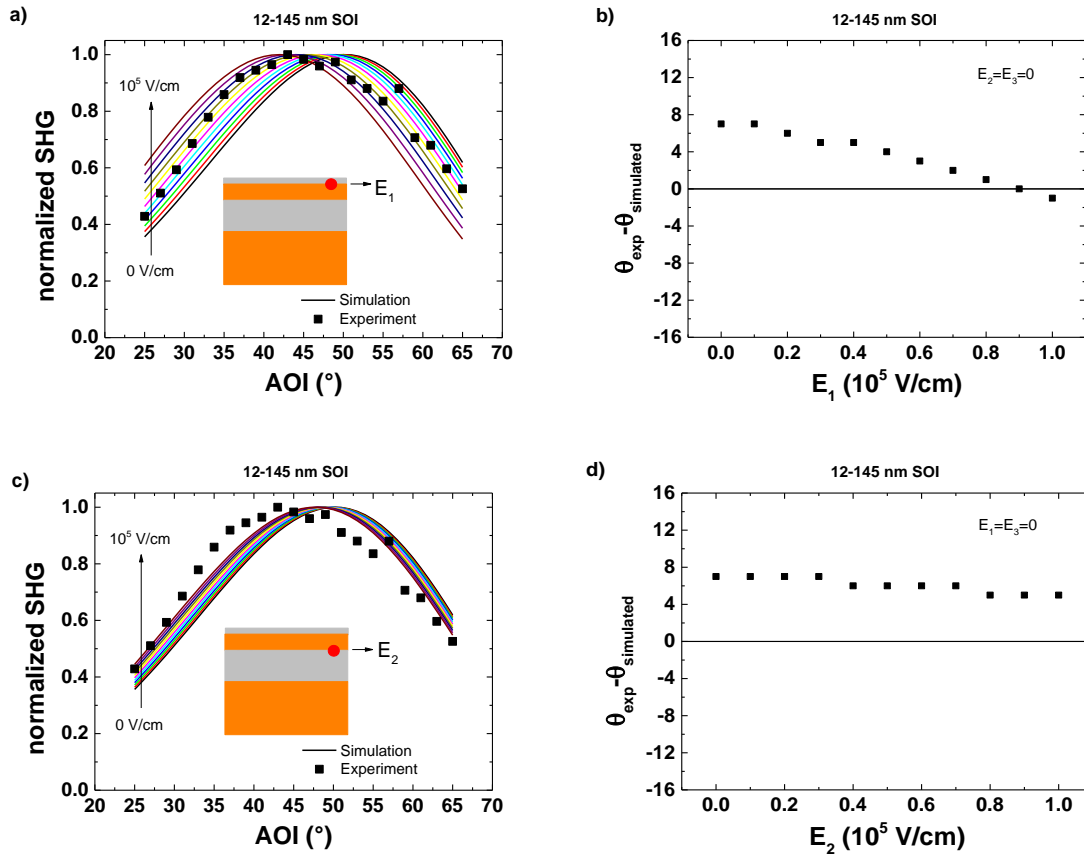 a)
12-145 nm SOI
normalized SHG
1.0
0.8
0.6
0.4
0.2
0.0
10⁵ V/cm
0 V/cm
E₁
Simulation
Experiment
20 25 30 35 40 45 50 55 60 65 70
AOI (°)
b)
12-145 nm SOI
θexp-θsimulated
16
12
8
4
0
-4
-8
-12
-16
E₂=E₃=0
0.0 0.2 0.4 0.6 0.8 1.0
E₁ (10⁵ V/cm)
c)
12-145 nm SOI
normalized SHG
1.0
0.8
0.6
0.4
0.2
0.0
10⁵ V/cm
0 V/cm
E₂
Simulation
Experiment
20 25 30 35 40 45 50 55 60 65 70
AOI (°)
d)
12-145 nm SOI
θexp-θsimulated
16
12
8
4
0
-4
-8
-12
-16
E₁=E₃=0
0.0 0.2 0.4 0.6 0.8 1.0
E₂ (10⁵ V/cm)